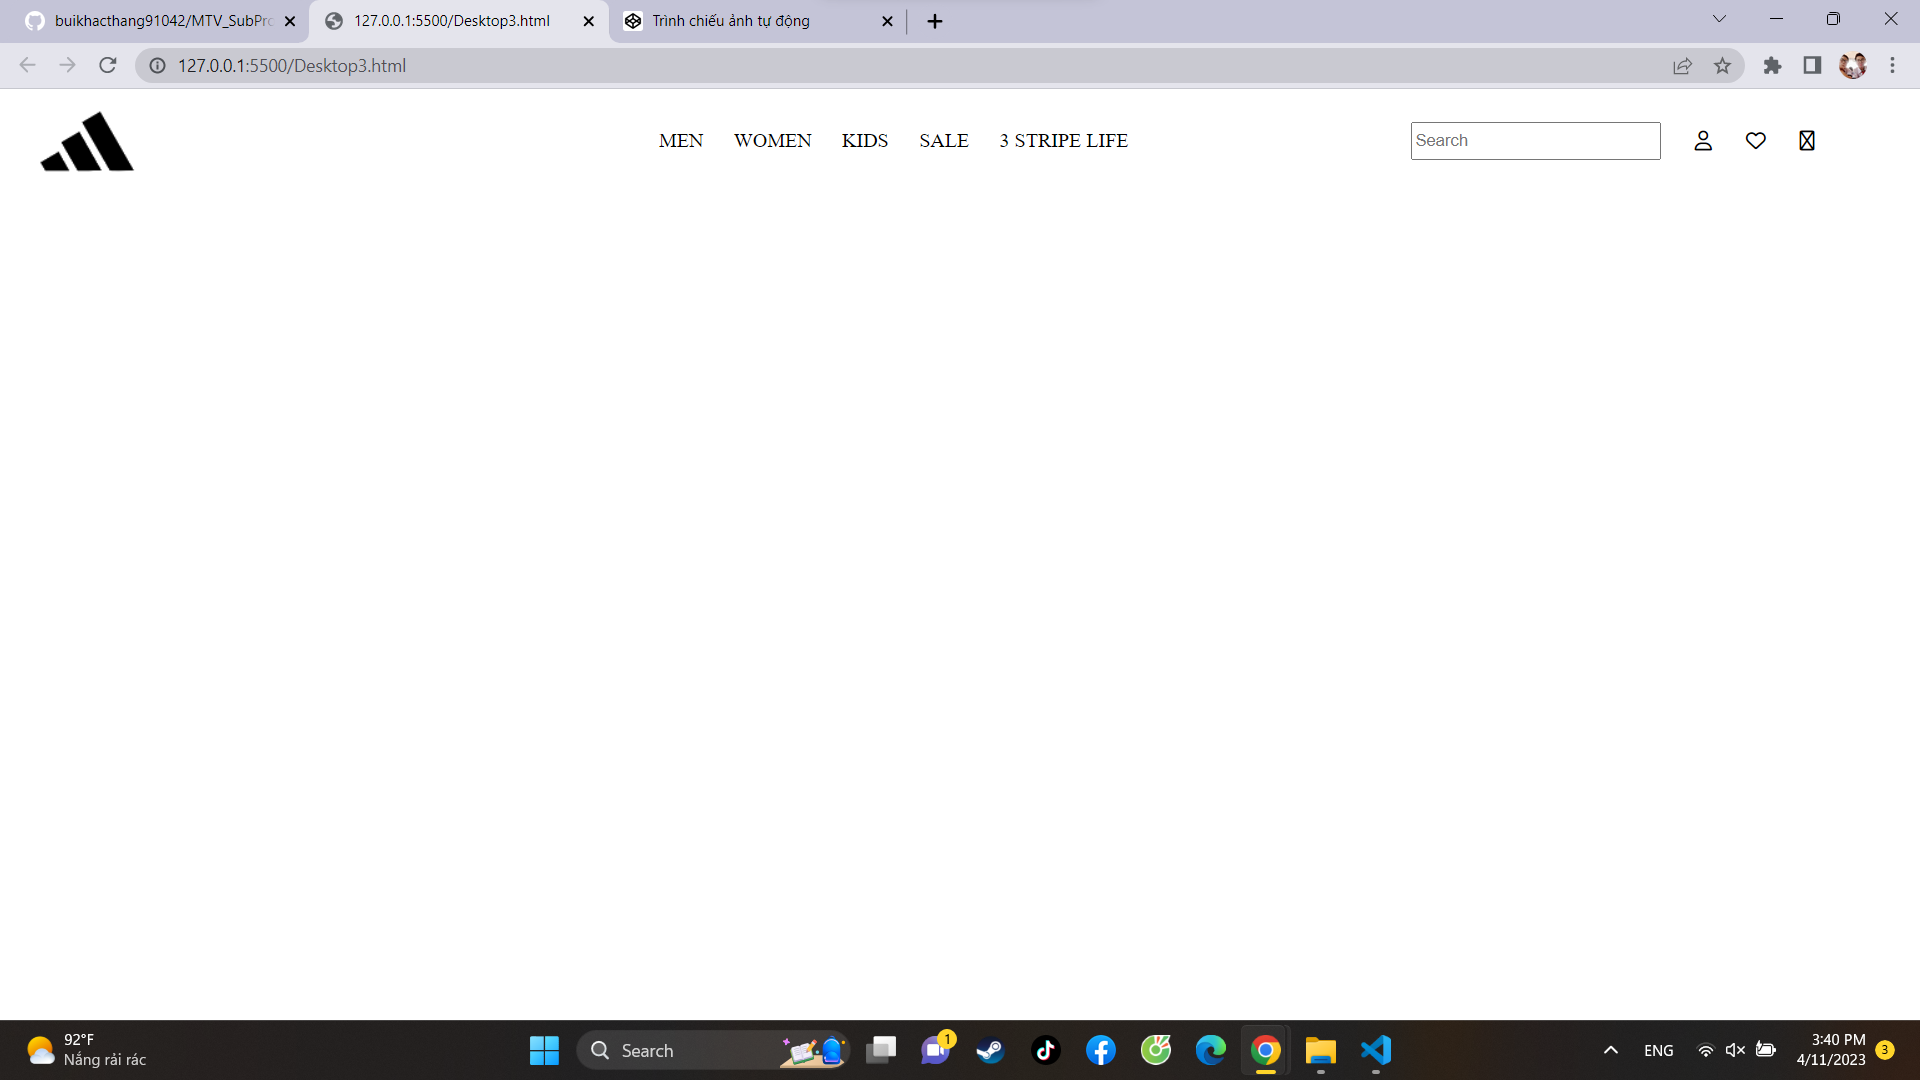 buikhacthang91042/MTV_SubPro
127.0.0.1:5500/Desktop3.html
Trình chiếu ảnh tự động
127.0.0.1:5500/Desktop3.html
MEN WOMEN KIDS SALE 3 STRIPE LIFE
Search
92°F
Nắng rải rác
Search
1
ENG
3:40 PM
4/11/2023
3